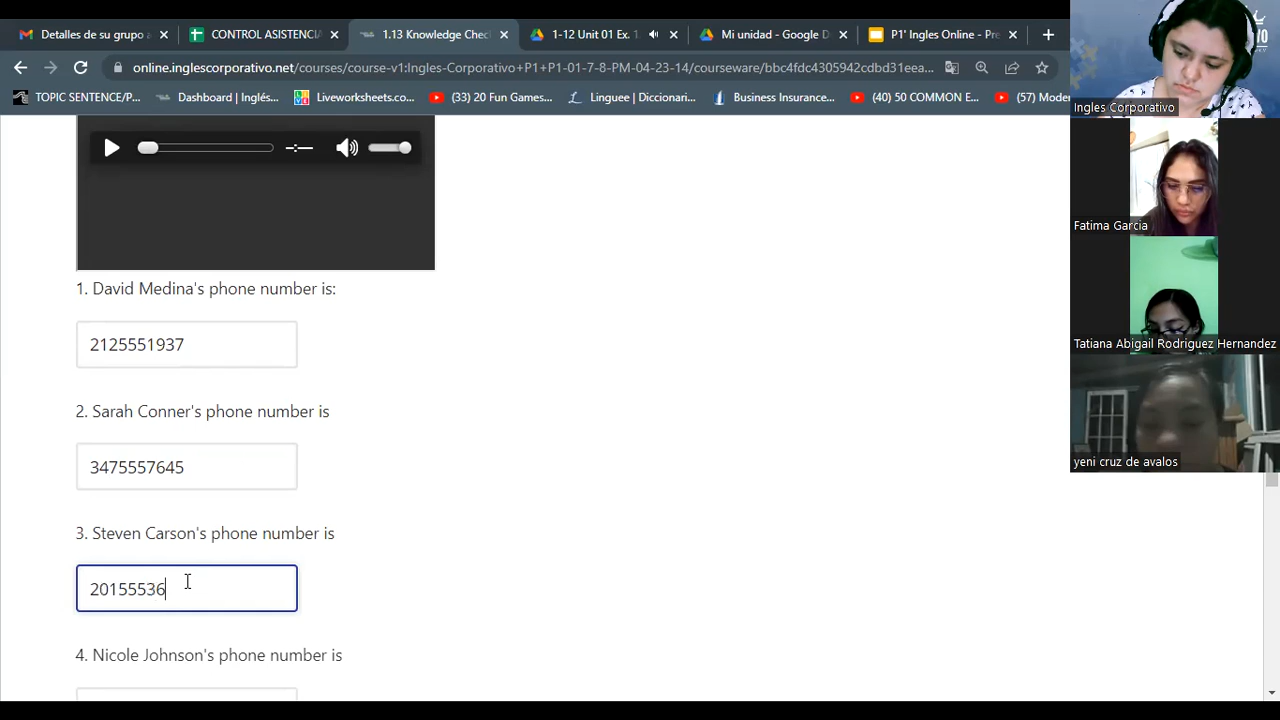 Detalles de su grupo a
CONTROL ASISTENCIA
1.13 Knowledge Chec
1-12 Unit 01 Ex. 1
Mi unidad - Google D
P1' Ingles Online - Pre
online.inglescorporativo.net/courses/course-v1:Ingles-Corporativo+P1+P1-01-7-8-PM-04-23-14/courseware/bbc4fdc4305942cdbd31eea...
TOPIC SENTENCE/P...
Dashboard | Inglés...
Liveworksheets.co...
(33) 20 Fun Games...
Linguee | Diccionari...
Business Insurance...
(40) 50 COMMON E...
(57) Mode
Ingles Corporativo
Fatima Garcia
Tatiana Abigail Rodriguez Hernandez
yeni cruz de avalos
1. David Medina's phone number is:
2125551937
2. Sarah Conner's phone number is
3475557645
3. Steven Carson's phone number is
20155536
4. Nicole Johnson's phone number is